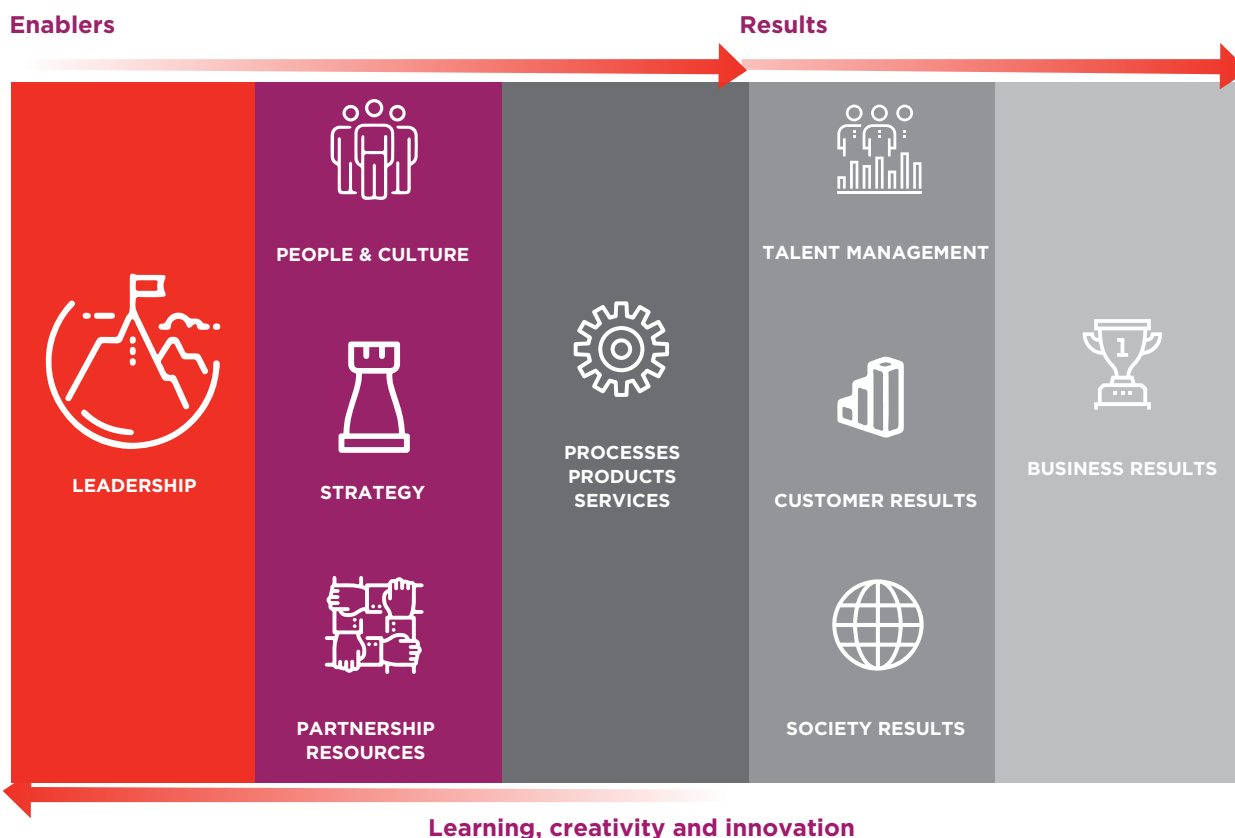 Enablers
Results
LEADERSHIP
PEOPLE & CULTURE
STRATEGY
PARTNERSHIP
RESOURCES
PROCESSES
PRODUCTS
SERVICES
TALENT MANAGEMENT
CUSTOMER RESULTS
SOCIETY RESULTS
1
BUSINESS RESULTS
Learning, creativity and innovation